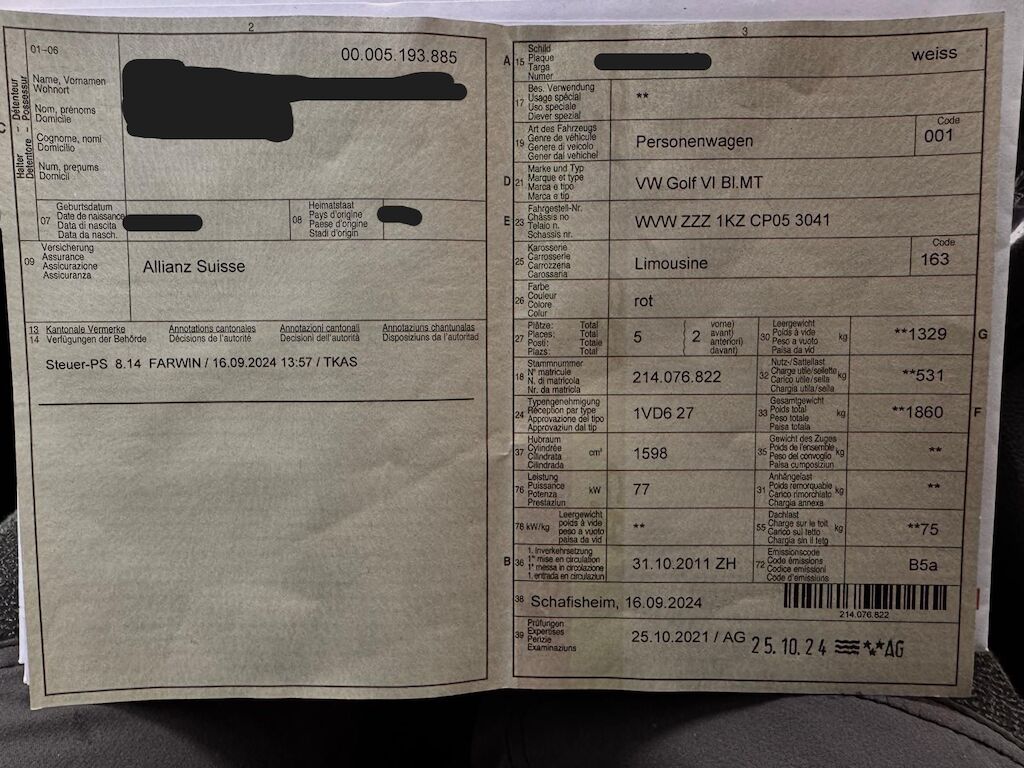 2
01-06
00.005.193.885
Halter – Détenteur
Detentore – Possessur
Name, Vornamen
Wohnort
Nom, prénoms
Domicile
Cognome, nomi
Domicilio
Num, prenums
Domicil
07
Geburtsdatum
Date de naissance
Data di nascita
Data da nasch.
08
Heimatstaat
Pays d'origine
Paese d'origine
Stadi d'origin
09
Versicherung
Assurance
Assicurazione
Assicuranza
Allianz Suisse
13 Kantonale Vermerke Annotations cantonales Annotazioni cantonali Annotaziuns chantunalas
14 Verfügungen der Behörde Décisions de l'autorité Decisioni dell'autorità Disposiziuns da l'autoritad
Steuer-PS 8.14 FARWIN / 16.09.2024 13:57 / TKAS
3
A 15
Schild
Plaque
Targa
Numer
weiss
17
Bes. Verwendung
Usage spécial
Uso speciale
Diever spezial
**
19
Art des Fahrzeugs
Genre de véhicule
Genere di veicolo
Gener dal vehichel
Personenwagen
Code
001
D 21
Marke und Typ
Marque et type
Marca e tipo
Marca e tip
VW Golf VI Bl.MT
E 23
Fahrgestell-Nr.
Châssis no
Telaio n.
Schassis nr.
WVW ZZZ 1KZ CP05 3041
25
Karosserie
Carrosserie
Carrozzeria
Carossaria
Limousine
Code
163
26
Farbe
Couleur
Colore
Colur
rot
27
Plätze: Total
Places: Total
Posti: Totale
Plazs: Total
5
2
vorne)
avant)
anteriori)
davant)
30
Leergewicht
Poids à vide
Peso a vuoto
Paisa da vid
kg
**1329
G
18
Stammnummer
N° matricule
N. di matricola
Nr. da matricla
214.076.822
32
Nutz-/Sattellast
Charge utile/sellette
Carico utile/sella
Chargia utila/sella
kg
**531
24
Typengenehmigung
Réception par type
Approvazione del tipo
Approvaziun dal tip
1VD6 27
33
Gesamtgewicht
Poids total
Peso totale
Paisa totala
kg
**1860
F
37
Hubraum
Cylindrée
Cilindrata
Cilindrada
cm³
1598
35
Gewicht des Zuges
Poids de l'ensemble
Peso del convoglio
Paisa cumposiziun
kg
**
76
Leistung
Puissance
Potenza
Prestaziun
kW
77
31
Anhängelast
Poids remorquable
Carico rimorchiato
Chargia annexa
kg
**
78 kW/kg
Leergewicht
poids à vide
peso a vuoto
paisa da vid
**
55
Dachlast
Charge sur le toit
Carico sul tetto
Chargia sin il tetg
kg
**75
B 36
1. Inverkehrsetzung
1re mise en circulation
1a messa in circolazione
1. entrada en circulaziun
31.10.2011 ZH
72
Emissionscode
Code émissions
Codice emissioni
Code d'emissions
B5a
38
Schafisheim, 16.09.2024
214.076.822
39
Prüfungen
Expertises
Perizie
Examinaziuns
25.10.2021 / AG
25.10.24 AG